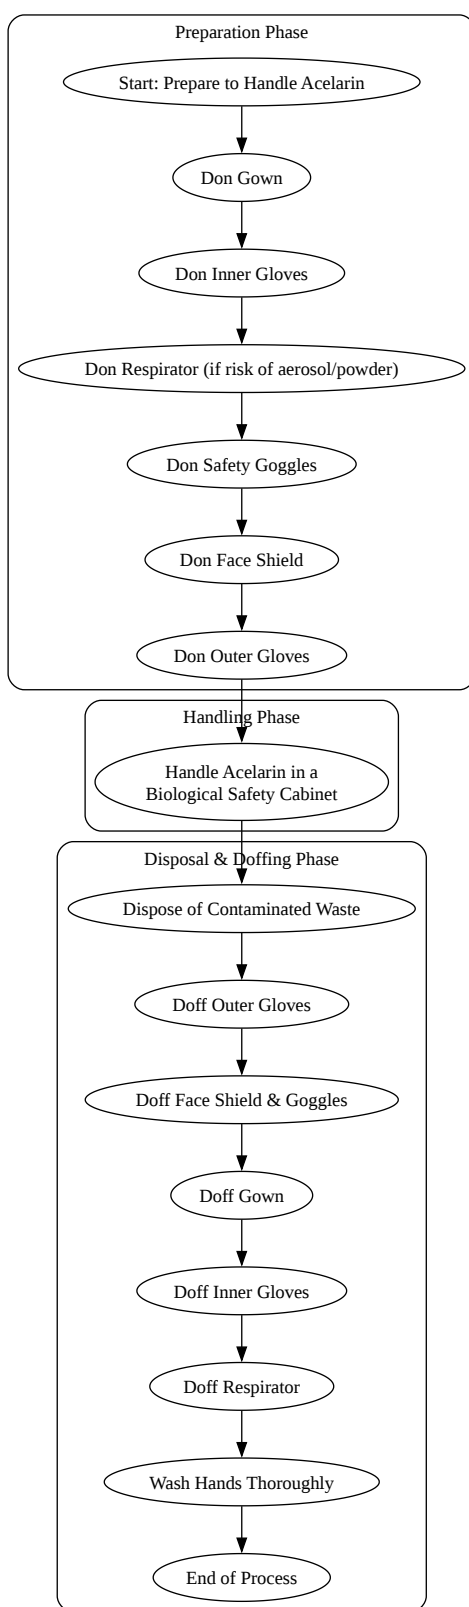 Preparation Phase
Start: Prepare to Handle Acelarin
Don Gown
Don Inner Gloves
Don Respirator (if risk of aerosol/powder)
Don Safety Goggles
Don Face Shield
Don Outer Gloves
Handling Phase
Handle Acelarin in a
Biological Safety Cabinet
Disposal & Doffing Phase
Dispose of Contaminated Waste
Doff Outer Gloves
Doff Face Shield & Goggles
Doff Gown
Doff Inner Gloves
Doff Respirator
Wash Hands Thoroughly
End of Process